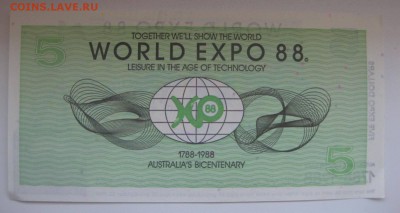 COINS.LAVE.RU
TOGETHER WE'LL SHOW THE WORLD
5 WORLD EXPO 88®
LEISURE IN THE AGE OF TECHNOLOGY
XPO 88
1788-1988
AUSTRALIA'S BICENTENARY
5